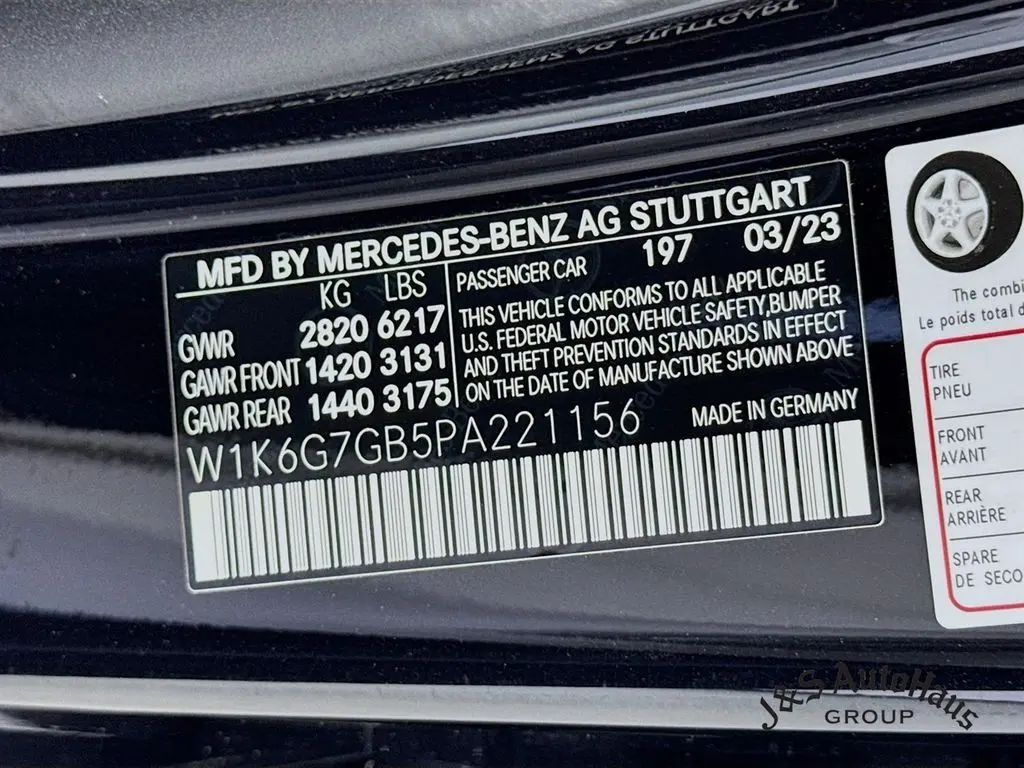 MFD BY MERCEDES-BENZ AG STUTTGART
KG LBS
GVWR 2820 6217
GAWR FRONT 1420 3131
GAWR REAR 1440 3175
PASSENGER CAR 197 03/23
THIS VEHICLE CONFORMS TO ALL APPLICABLE
U.S. FEDERAL MOTOR VEHICLE SAFETY,BUMPER
AND THEFT PREVENTION STANDARDS IN EFFECT
ON THE DATE OF MANUFACTURE SHOWN ABOVE
W1K6G7GB5PA221156
MADE IN GERMANY
The combi
Le poids total d
TIRE
PNEU
FRONT
AVANT
REAR
ARRIÈRE
SPARE
DE SECO
J&S AutoHaus
GROUP